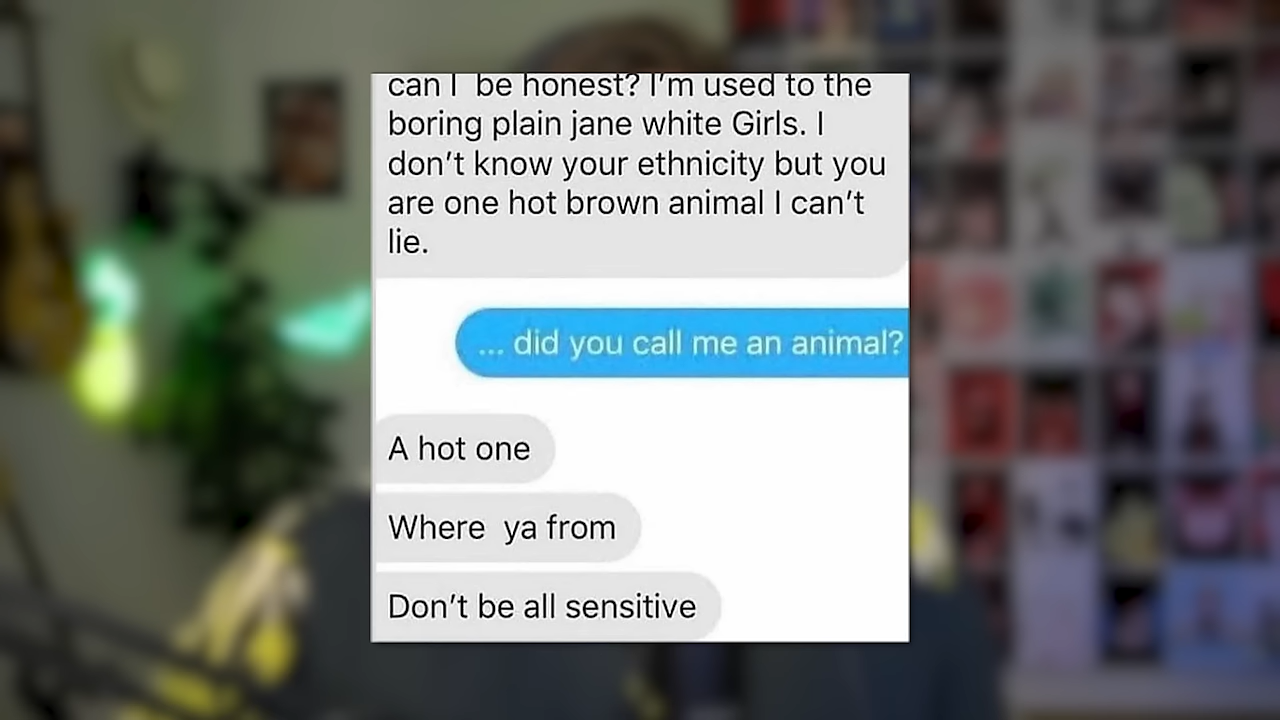 can I  be honest? I'm used to the
boring plain jane white Girls. I
don't know your ethnicity but you
are one hot brown animal I can't
lie.
... did you call me an animal?
A hot one
Where  ya from
Don't be all sensitive